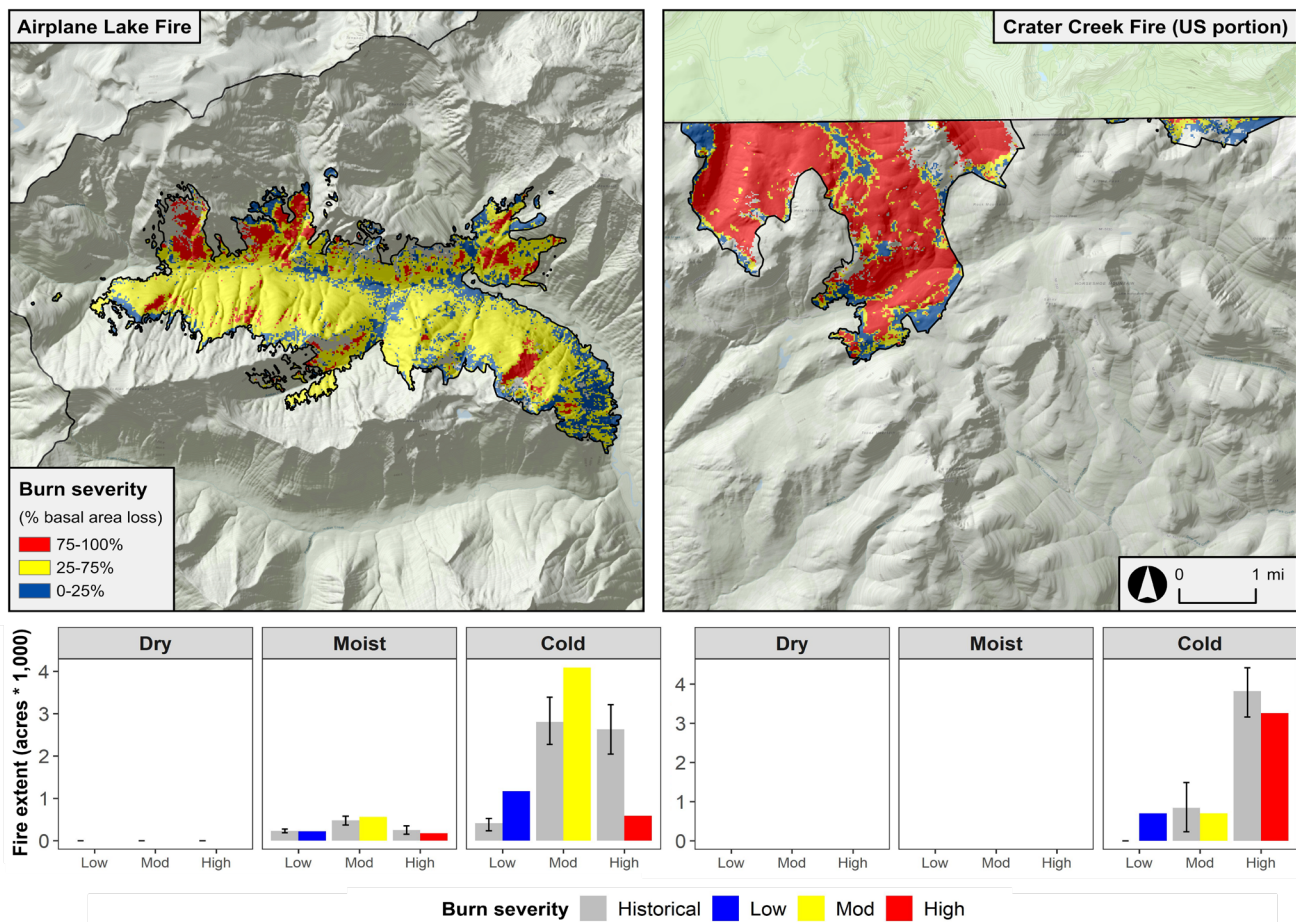 Airplane Lake Fire
Crater Creek Fire (US portion)
Burn severity
(% basal area loss)
75-100%
25-75%
0-25%
0 1 mi
Dry Moist Cold Dry Moist Cold
Fire extent (acres * 1,000)
4
3
2
1
0
4
3
2
1
0
Low Mod High Low Mod High Low Mod High Low Mod High Low Mod High Low Mod High
Burn severity Historical Low Mod High